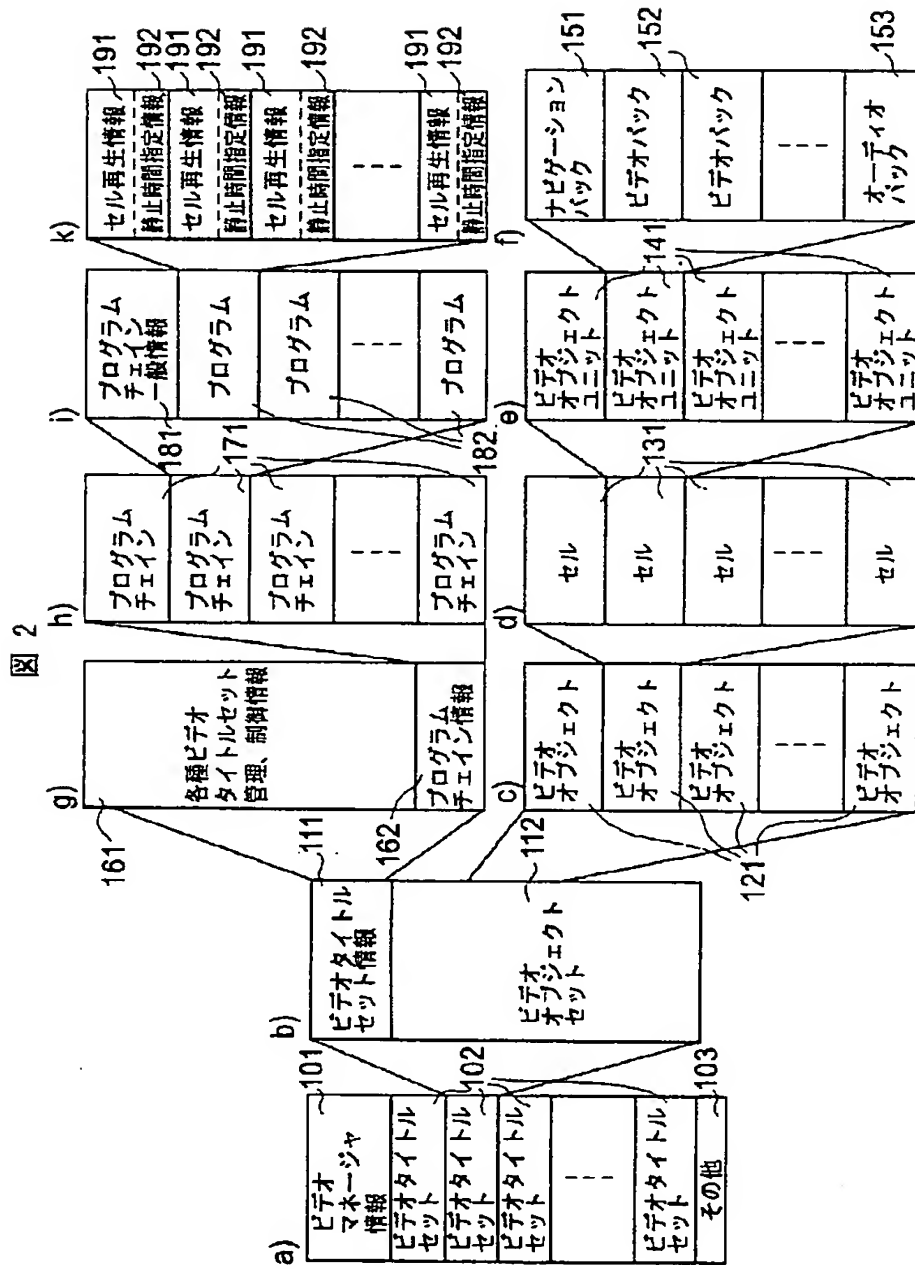 図 2
a)
101
ビデオ
マネージャ
情報
ビデオタイトル
セット
ビデオタイトル
セット
ビデオタイトル
セット
102
ビデオタイトル
セット
その他
103
b)
ビデオタイトル
セット情報
111
ビデオ
オブジェクト
セット
112
g)
161
各種ビデオ
タイトルセット
管理、制御情報
162
プログラム
チェイン情報
h)
プログラム
チェイン
プログラム
チェイン
プログラム
チェイン
プログラム
チェイン
171
i)
181
プログラム
チェイン
一般情報
プログラム
プログラム
プログラム
182
k)
セル再生情報
191
静止時間指定情報
192
セル再生情報
191
静止時間指定情報
192
セル再生情報
191
静止時間指定情報
192
セル再生情報
191
静止時間指定情報
192
c)
ビデオ
オブジェクト
ビデオ
オブジェクト
ビデオ
オブジェクト
ビデオ
オブジェクト
121
d)
セル
セル
セル
セル
131
e)
ビデオ
オブジェクト
ユニット
ビデオ
オブジェクト
ユニット
ビデオ
オブジェクト
ユニット
ビデオ
オブジェクト
ユニット
141
f)
ナビゲーション
パック
151
ビデオパック
ビデオパック
152
オーディオ
パック
153